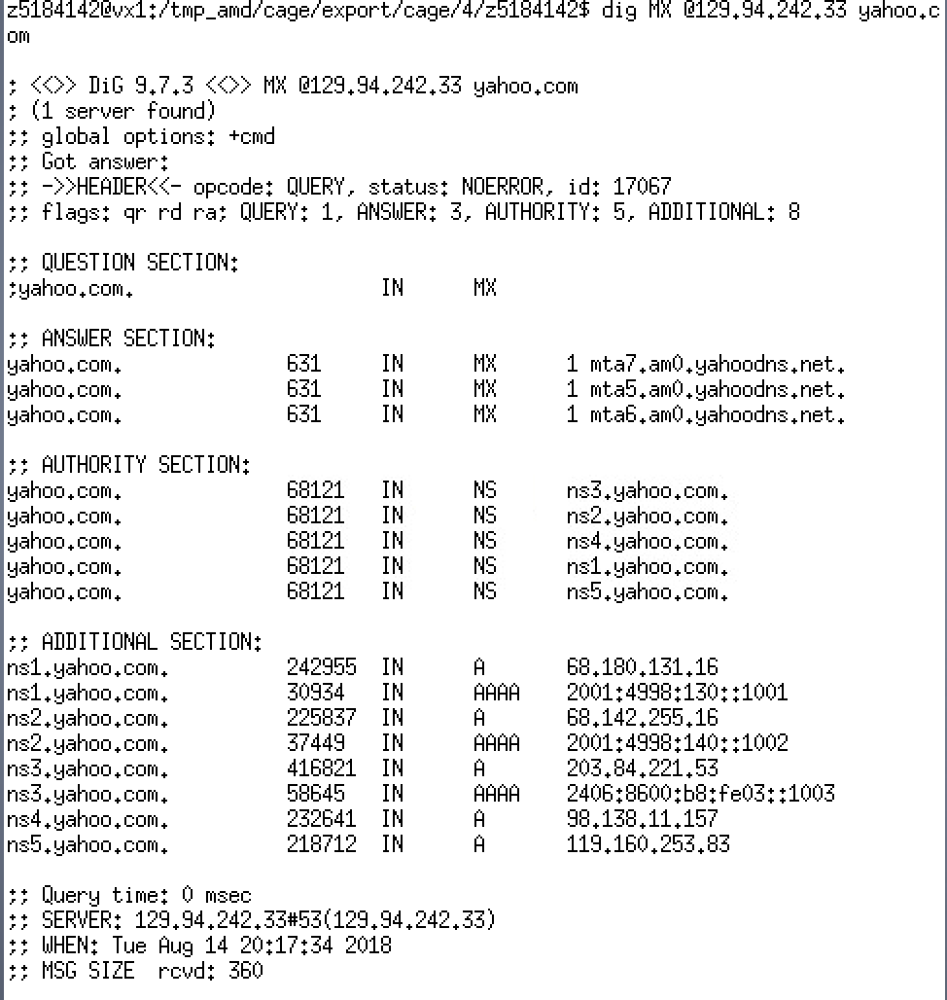 z5184142@vx1:/tmp_amd/cage/export/cage/4/z5184142$ dig MX @129.94.242.33 yahoo.c
om
; <<>> DiG 9.7.3 <<>> MX @129.94.242.33 yahoo.com
; (1 server found)
;; global options: +cmd
;; Got answer:
;; ->>HEADER<<- opcode: QUERY, status: NOERROR, id: 17067
;; flags: qr rd ra; QUERY: 1, ANSWER: 3, AUTHORITY: 5, ADDITIONAL: 8
;; QUESTION SECTION:
;yahoo.com. IN MX
;; ANSWER SECTION:
yahoo.com. 631 IN MX 1 mta7.am0.yahoodns.net.
yahoo.com. 631 IN MX 1 mta5.am0.yahoodns.net.
yahoo.com. 631 IN MX 1 mta6.am0.yahoodns.net.
;; AUTHORITY SECTION:
yahoo.com. 68121 IN NS ns3.yahoo.com.
yahoo.com. 68121 IN NS ns2.yahoo.com.
yahoo.com. 68121 IN NS ns4.yahoo.com.
yahoo.com. 68121 IN NS ns1.yahoo.com.
yahoo.com. 68121 IN NS ns5.yahoo.com.
;; ADDITIONAL SECTION:
ns1.yahoo.com. 242955 IN A 68.180.131.16
ns1.yahoo.com. 30934 IN AAAA 2001:4998:130::1001
ns2.yahoo.com. 225837 IN A 68.142.255.16
ns2.yahoo.com. 37449 IN AAAA 2001:4998:140::1002
ns3.yahoo.com. 416821 IN A 203.84.221.53
ns3.yahoo.com. 58645 IN AAAA 2406:8600:b8:fe03::1003
ns4.yahoo.com. 232641 IN A 98.138.11.157
ns5.yahoo.com. 218712 IN A 119.160.253.83
;; Query time: 0 msec
;; SERVER: 129.94.242.33#53(129.94.242.33)
;; WHEN: Tue Aug 14 20:17:34 2018
;; MSG SIZE rcvd: 360